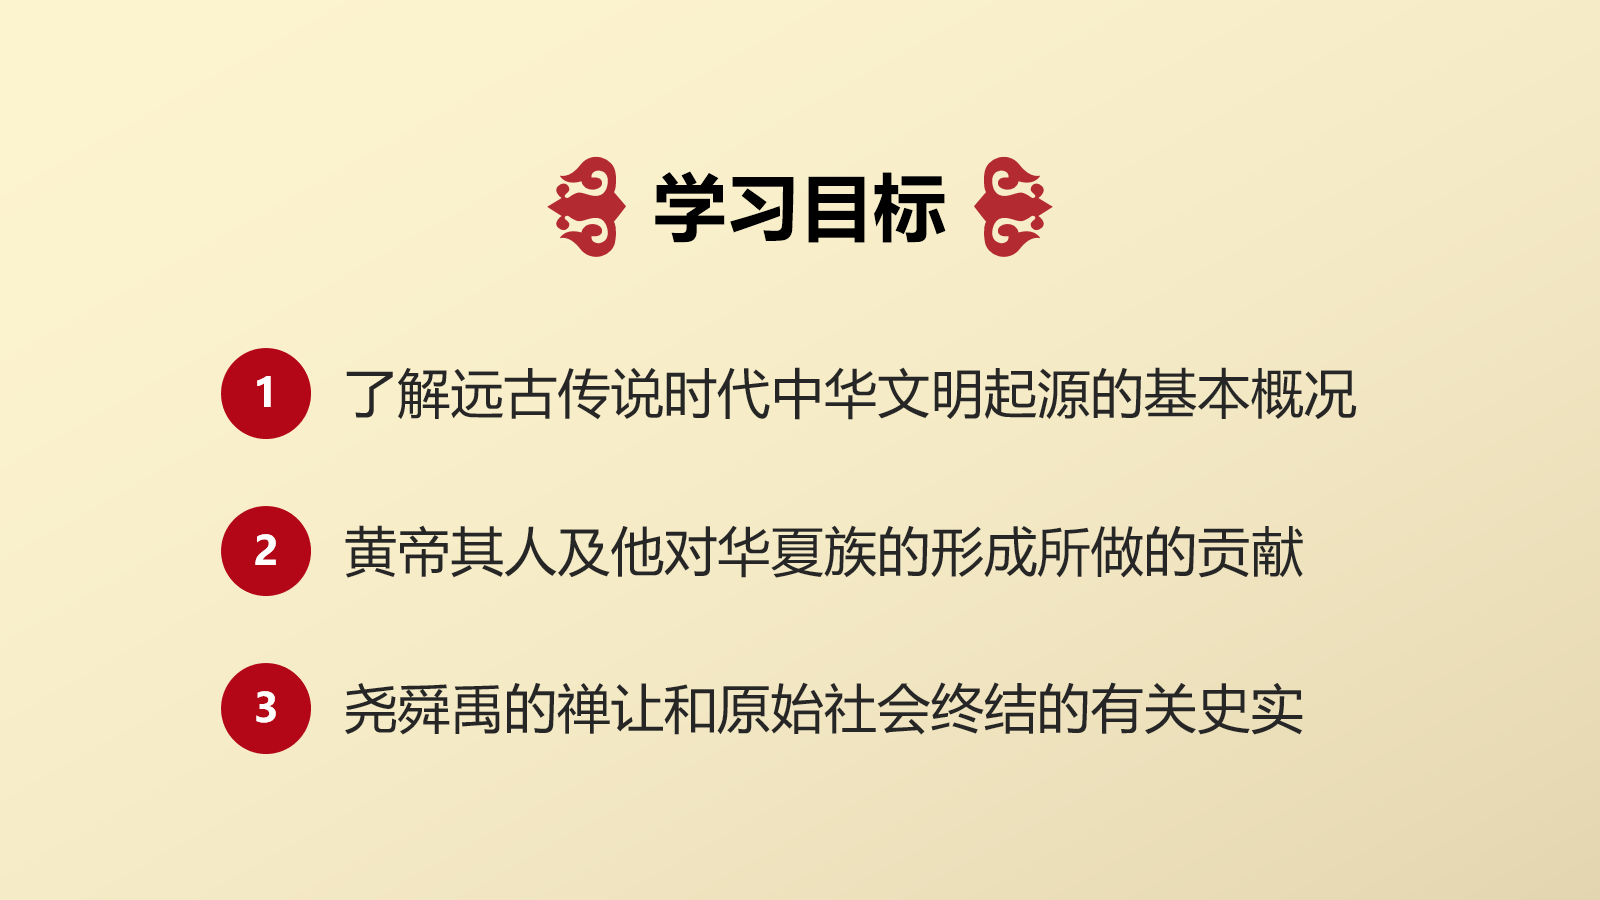 学习目标
1 了解远古传说时代中华文明起源的基本概况
2 黄帝其人及他对华夏族的形成所做的贡献
3 尧舜禹的禅让和原始社会终结的有关史实